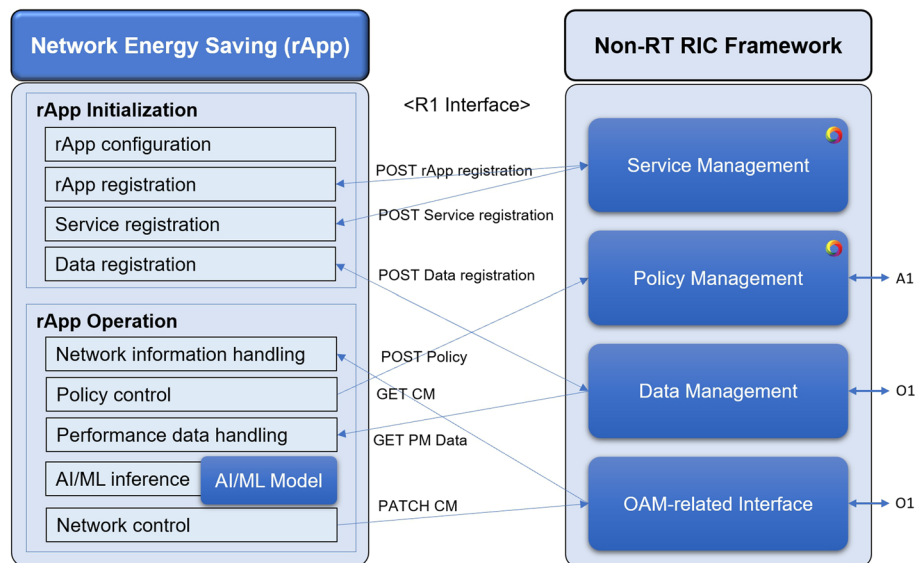 Network Energy Saving (rApp)
Non-RT RIC Framework
<R1 Interface>
rApp Initialization
rApp configuration
rApp registration
Service registration
Data registration
rApp Operation
Network information handling
Policy control
Performance data handling
AI/ML inference
AI/ML Model
Network control
POST rApp registration
POST Service registration
POST Data registration
POST Policy
GET CM
GET PM Data
PATCH CM
Service Management
Policy Management
A1
Data Management
O1
OAM-related Interface
O1